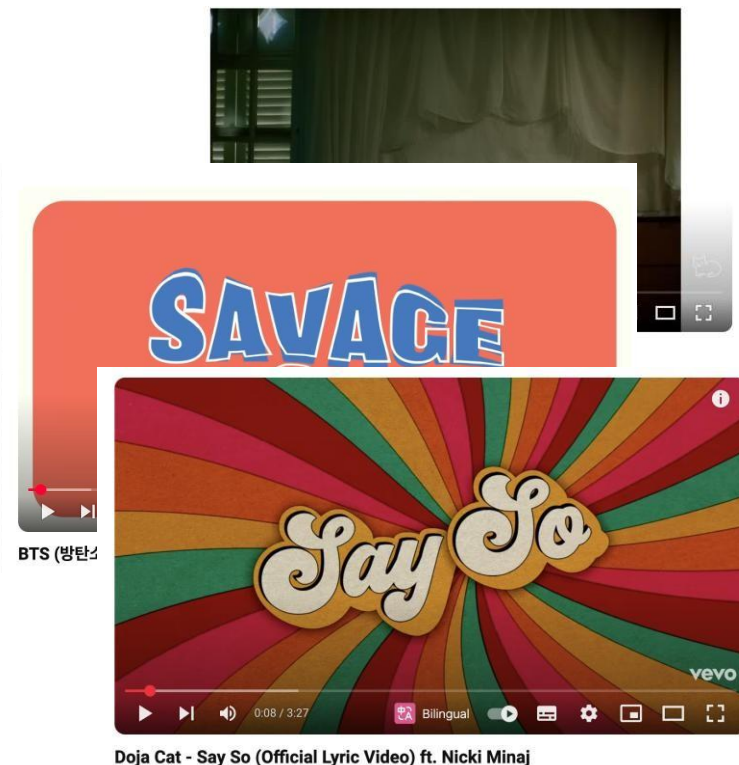 SAVAGE
BTS (방탄소
Say So
vevo
0:08 / 3:27
Bilingual
Doja Cat - Say So (Official Lyric Video) ft. Nicki Minaj